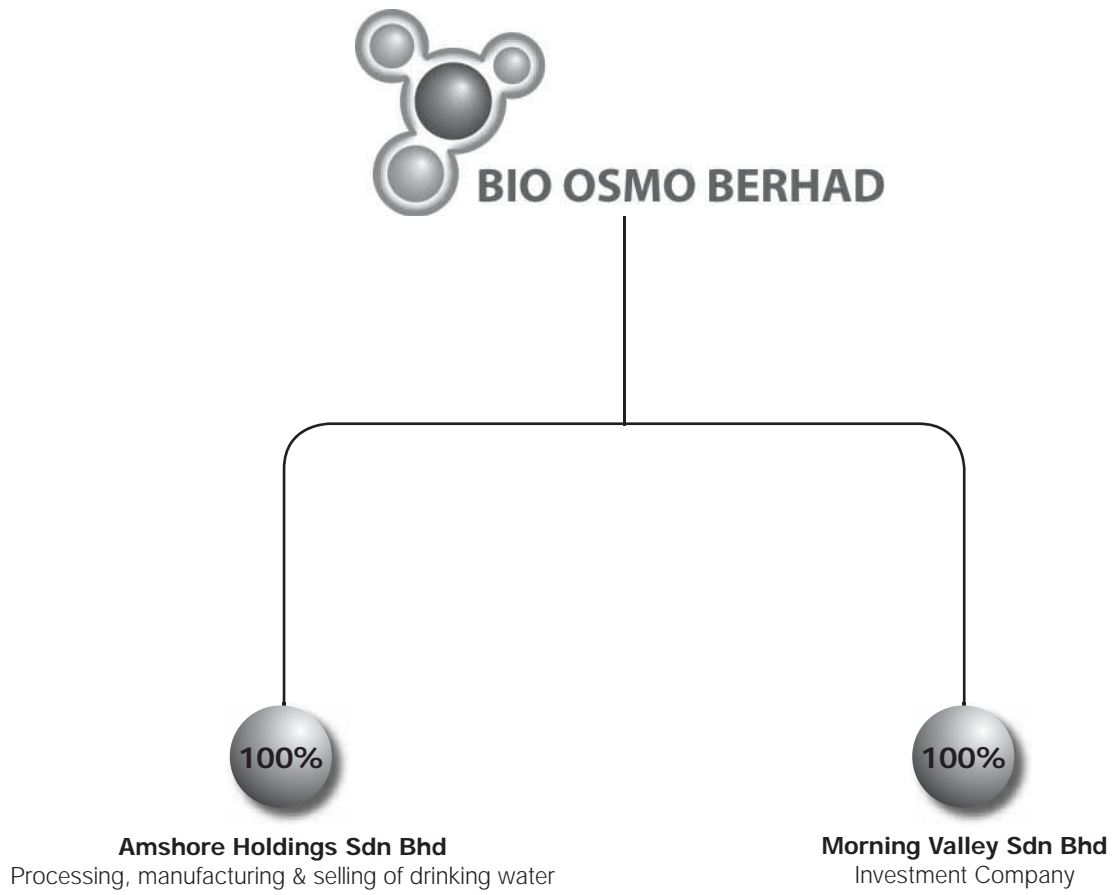 BIO OSMO BERHAD
100%
Amshore Holdings Sdn Bhd
Processing, manufacturing & selling of drinking water
100%
Morning Valley Sdn Bhd
Investment Company